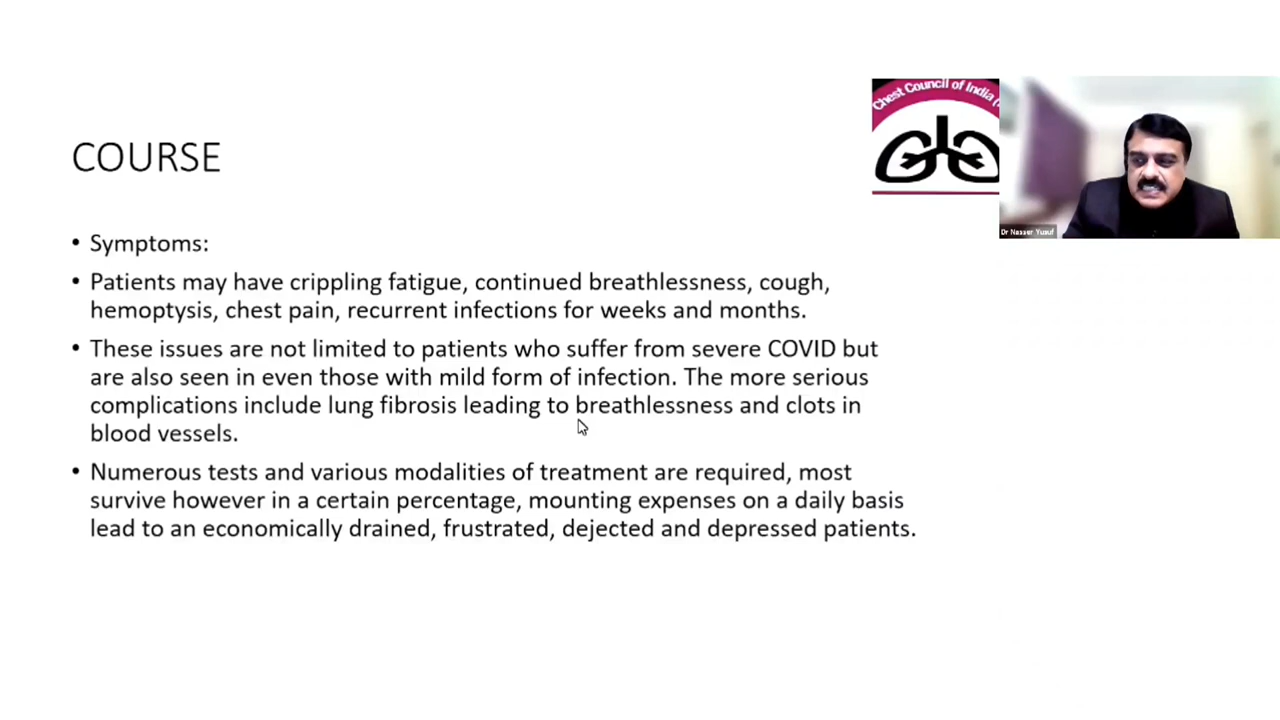 Chest Council of India (
COURSE
Dr Nasser Yusuf
• Symptoms:
• Patients may have crippling fatigue, continued breathlessness, cough,
hemoptysis, chest pain, recurrent infections for weeks and months.
• These issues are not limited to patients who suffer from severe COVID but
are also seen in even those with mild form of infection. The more serious
complications include lung fibrosis leading to breathlessness and clots in
blood vessels.
• Numerous tests and various modalities of treatment are required, most
survive however in a certain percentage, mounting expenses on a daily basis
lead to an economically drained, frustrated, dejected and depressed patients.